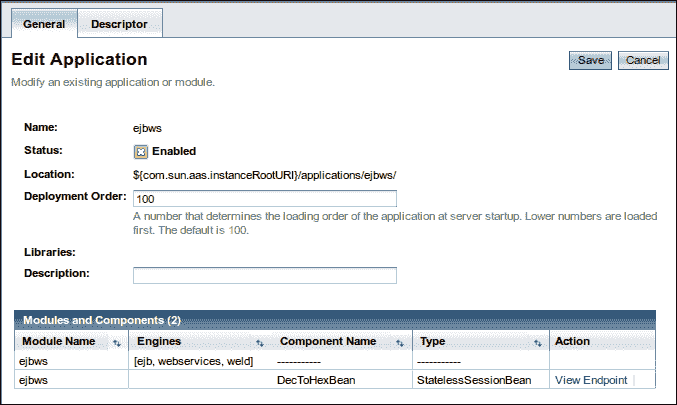 General Descriptor
Edit Application
Save Cancel
Modify an existing application or module.
Name: ejbws
Status: Enabled
Location: ${com.sun.aas.instanceRootURI}/applications/ejbws/
Deployment Order: 100
A number that determines the loading order of the application at server startup. Lower numbers are loaded
first. The default is 100.
Libraries:
Description:
Modules and Components (2)
Module Name Engines Component Name Type Action
ejbws [ejb, webservices, weld] ----------- -----------
ejbws DecToHexBean StatelessSessionBean View Endpoint |